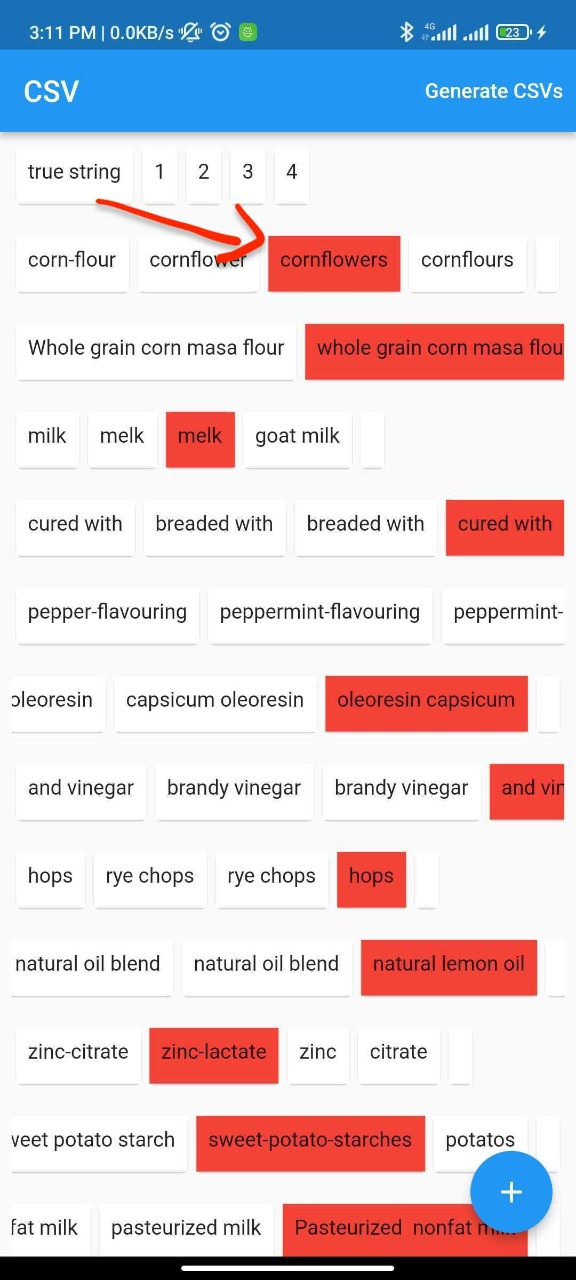 3:11 PM | 0.0KB/s 4G 23
CSV Generate CSVs
true string 1 2 3 4
corn-flour cornflower cornflowers cornflours
Whole grain corn masa flour whole grain corn masa flou
milk melk melk goat milk
cured with breaded with breaded with cured with
pepper-flavouring peppermint-flavouring peppermint-
oleoresin capsicum oleoresin oleoresin capsicum
and vinegar brandy vinegar brandy vinegar and vin
hops rye chops rye chops hops
natural oil blend natural oil blend natural lemon oil
zinc-citrate zinc-lactate zinc citrate
weet potato starch sweet-potato-starches potatos
fat milk pasteurized milk Pasteurized nonfat